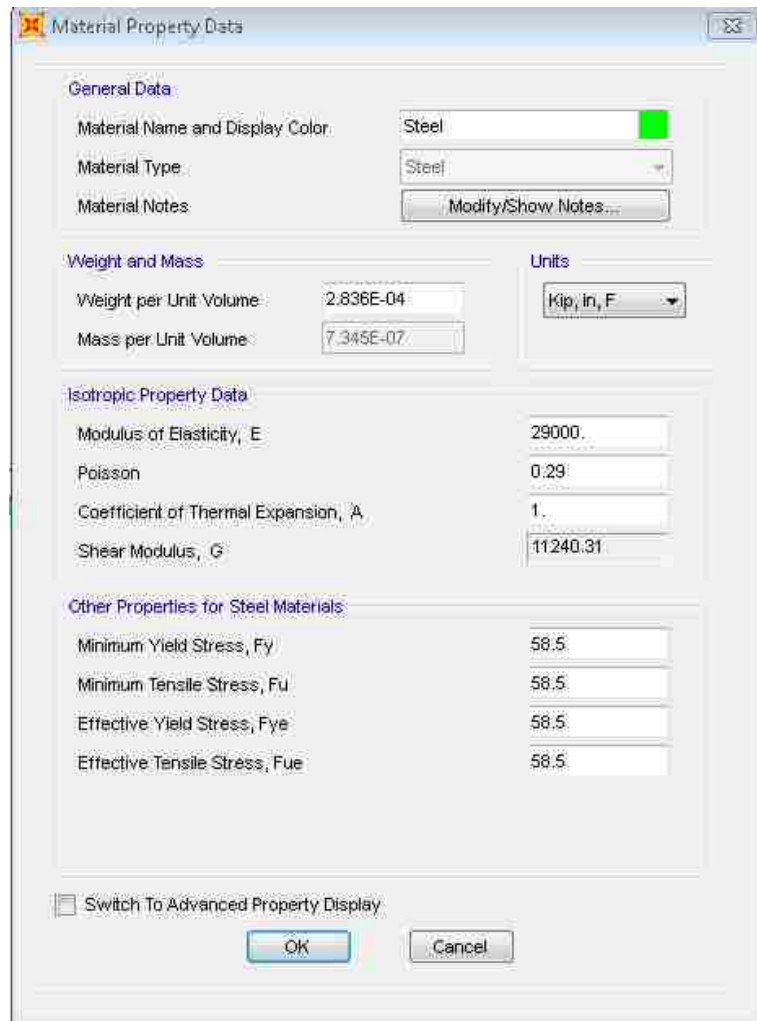 Material Property Data
General Data
Material Name and Display Color Steel
Material Type Steel
Material Notes Modify/Show Notes...
Weight and Mass Units
Weight per Unit Volume 2.836E-04 Kip, in, F
Mass per Unit Volume 7.345E-07
Isotropic Property Data
Modulus of Elasticity, E 29000.
Poisson 0.29
Coefficient of Thermal Expansion, A 1.
Shear Modulus, G 11240.31
Other Properties for Steel Materials
Minimum Yield Stress, Fy 58.5
Minimum Tensile Stress, Fu 58.5
Effective Yield Stress, Fye 58.5
Effective Tensile Stress, Fue 58.5
Switch To Advanced Property Display
OK Cancel